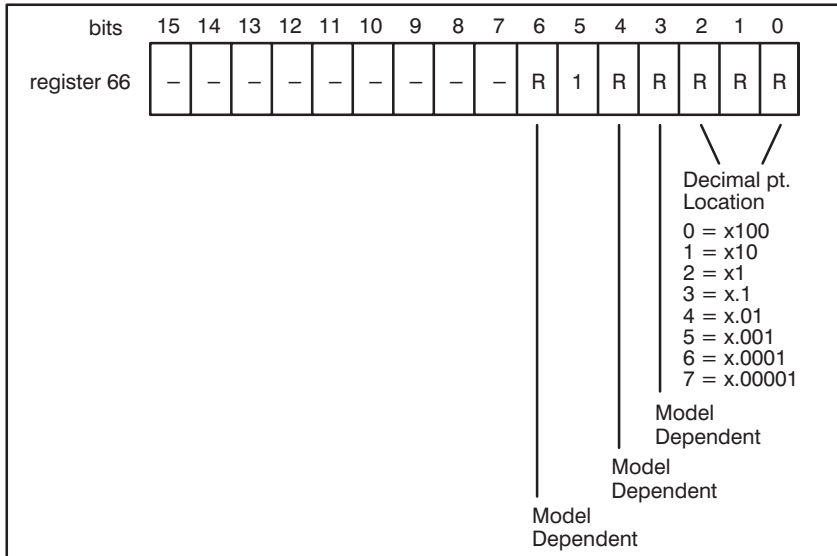 bits 15 14 13 12 11 10 9 8 7 6 5 4 3 2 1 0
register 66 – – – – – – – – – R 1 R R R R R
Decimal pt.
Location
0 = x100
1 = x10
2 = x1
3 = x.1
4 = x.01
5 = x.001
6 = x.0001
7 = x.00001
Model
Dependent
Model
Dependent
Model
Dependent